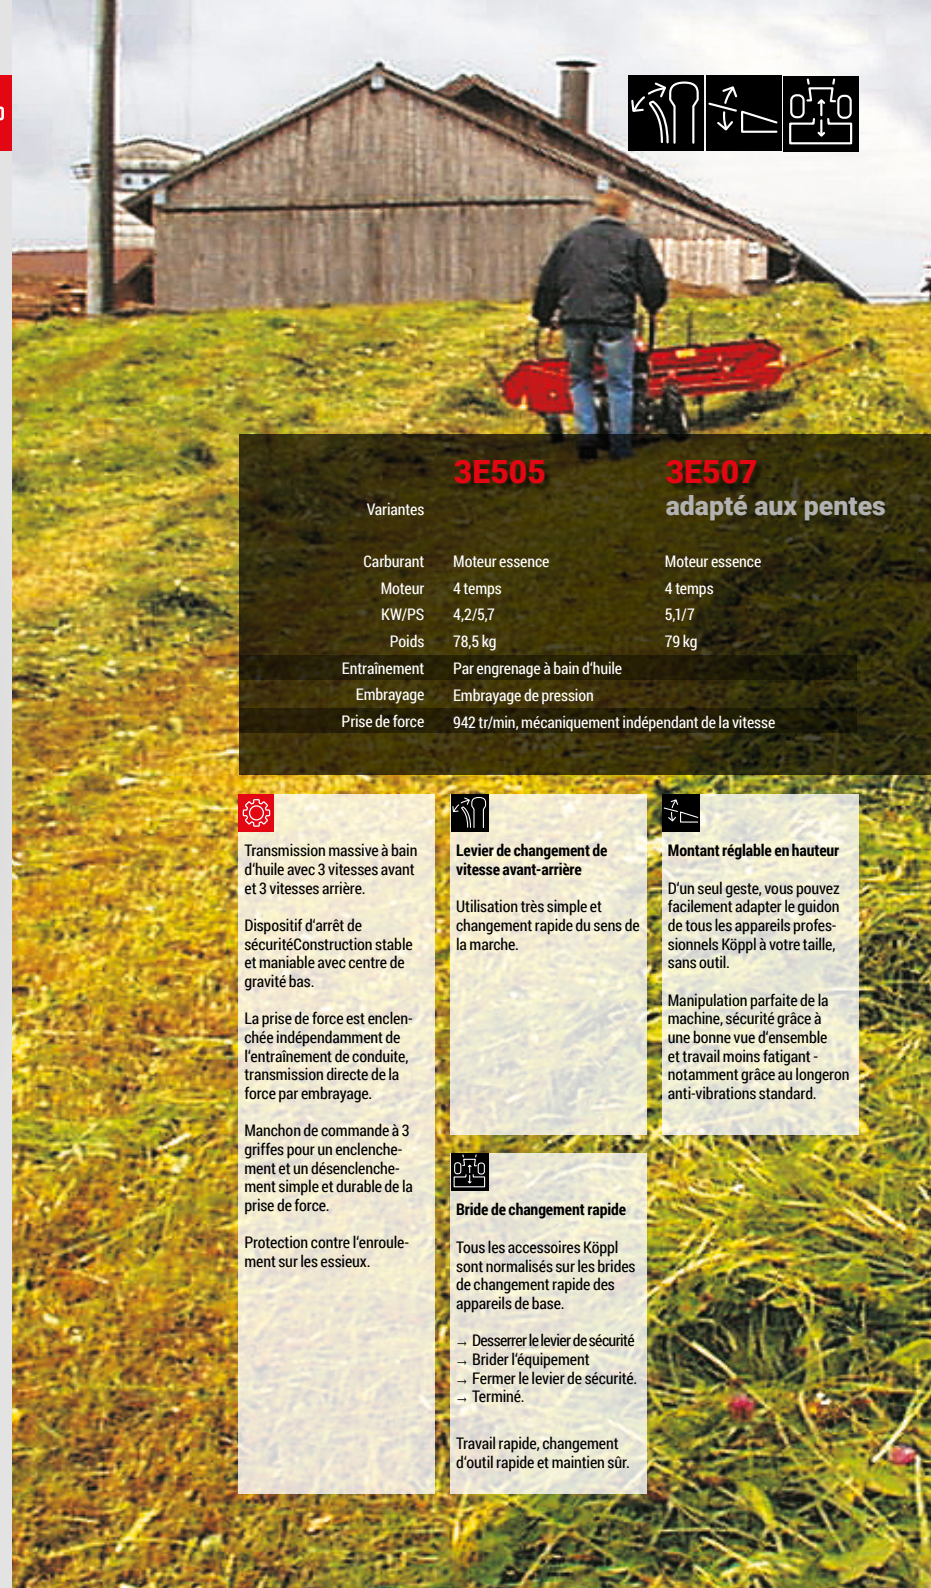 3E505
3E507
Variantes
adapté aux pentes
Carburant Moteur essence Moteur essence
Moteur 4 temps 4 temps
KW/PS 4,2/5,7 5,1/7
Poids 78,5 kg 79 kg
Entraînement Par engrenage à bain d‘huile
Embrayage Embrayage de pression
Prise de force 942 tr/min, mécaniquement indépendant de la vitesse
Transmission massive à bain
d‘huile avec 3 vitesses avant
et 3 vitesses arrière.
Dispositif d‘arrêt de
sécuritéConstruction stable
et maniable avec centre de
gravité bas.
La prise de force est enclen-
chée indépendamment de
l‘entraînement de conduite,
transmission directe de la
force par embrayage.
Manchon de commande à 3
griffes pour un enclenche-
ment et un désenclenche-
ment simple et durable de la
prise de force.
Protection contre l‘enroule-
ment sur les essieux.
Levier de changement de
vitesse avant-arrière
Utilisation très simple et
changement rapide du sens de
la marche.
Montant réglable en hauteur
D‘un seul geste, vous pouvez
facilement adapter le guidon
de tous les appareils profes-
sionnels Köppl à votre taille,
sans outil.
Manipulation parfaite de la
machine, sécurité grâce à
une bonne vue d‘ensemble
et travail moins fatigant -
notamment grâce au longeron
anti-vibrations standard.
Bride de changement rapide
Tous les accessoires Köppl
sont normalisés sur les brides
de changement rapide des
appareils de base.
→ Desserrer le levier de sécurité
→ Brider l‘équipement
→ Fermer le levier de sécurité.
→ Terminé.
Travail rapide, changement
d‘outil rapide et maintien sûr.